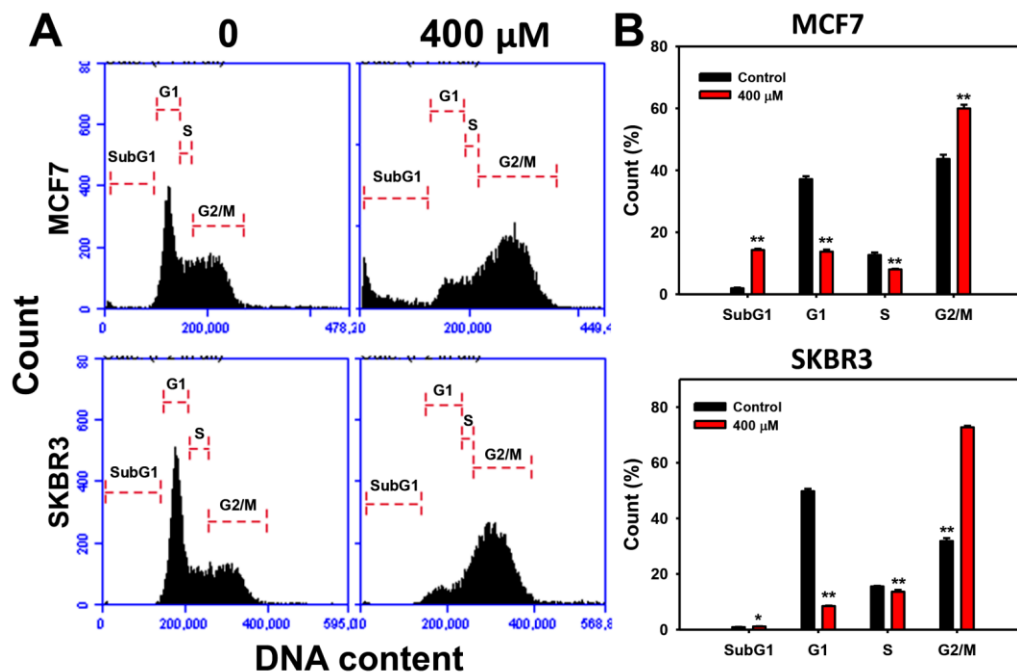 A
0
400 µM
B
MCF7
MCF7
SKBR3
Count
DNA content
80
600
400
200
0
SubG1
G1
S
G2/M
0
200,000
478,20
SubG1
G1
S
G2/M
0
200,000
449,4
80
600
400
200
0
SubG1
G1
S
G2/M
0
200,000
400,000
595,0
SubG1
G1
S
G2/M
0
200,000
400,000
568,8
Count (%)
80
60
40
20
0
Control
400 µM
**
**
**
**
SubG1
G1
S
G2/M
SKBR3
Count (%)
80
60
40
20
0
Control
400 µM
*
**
**
**
SubG1
G1
S
G2/M